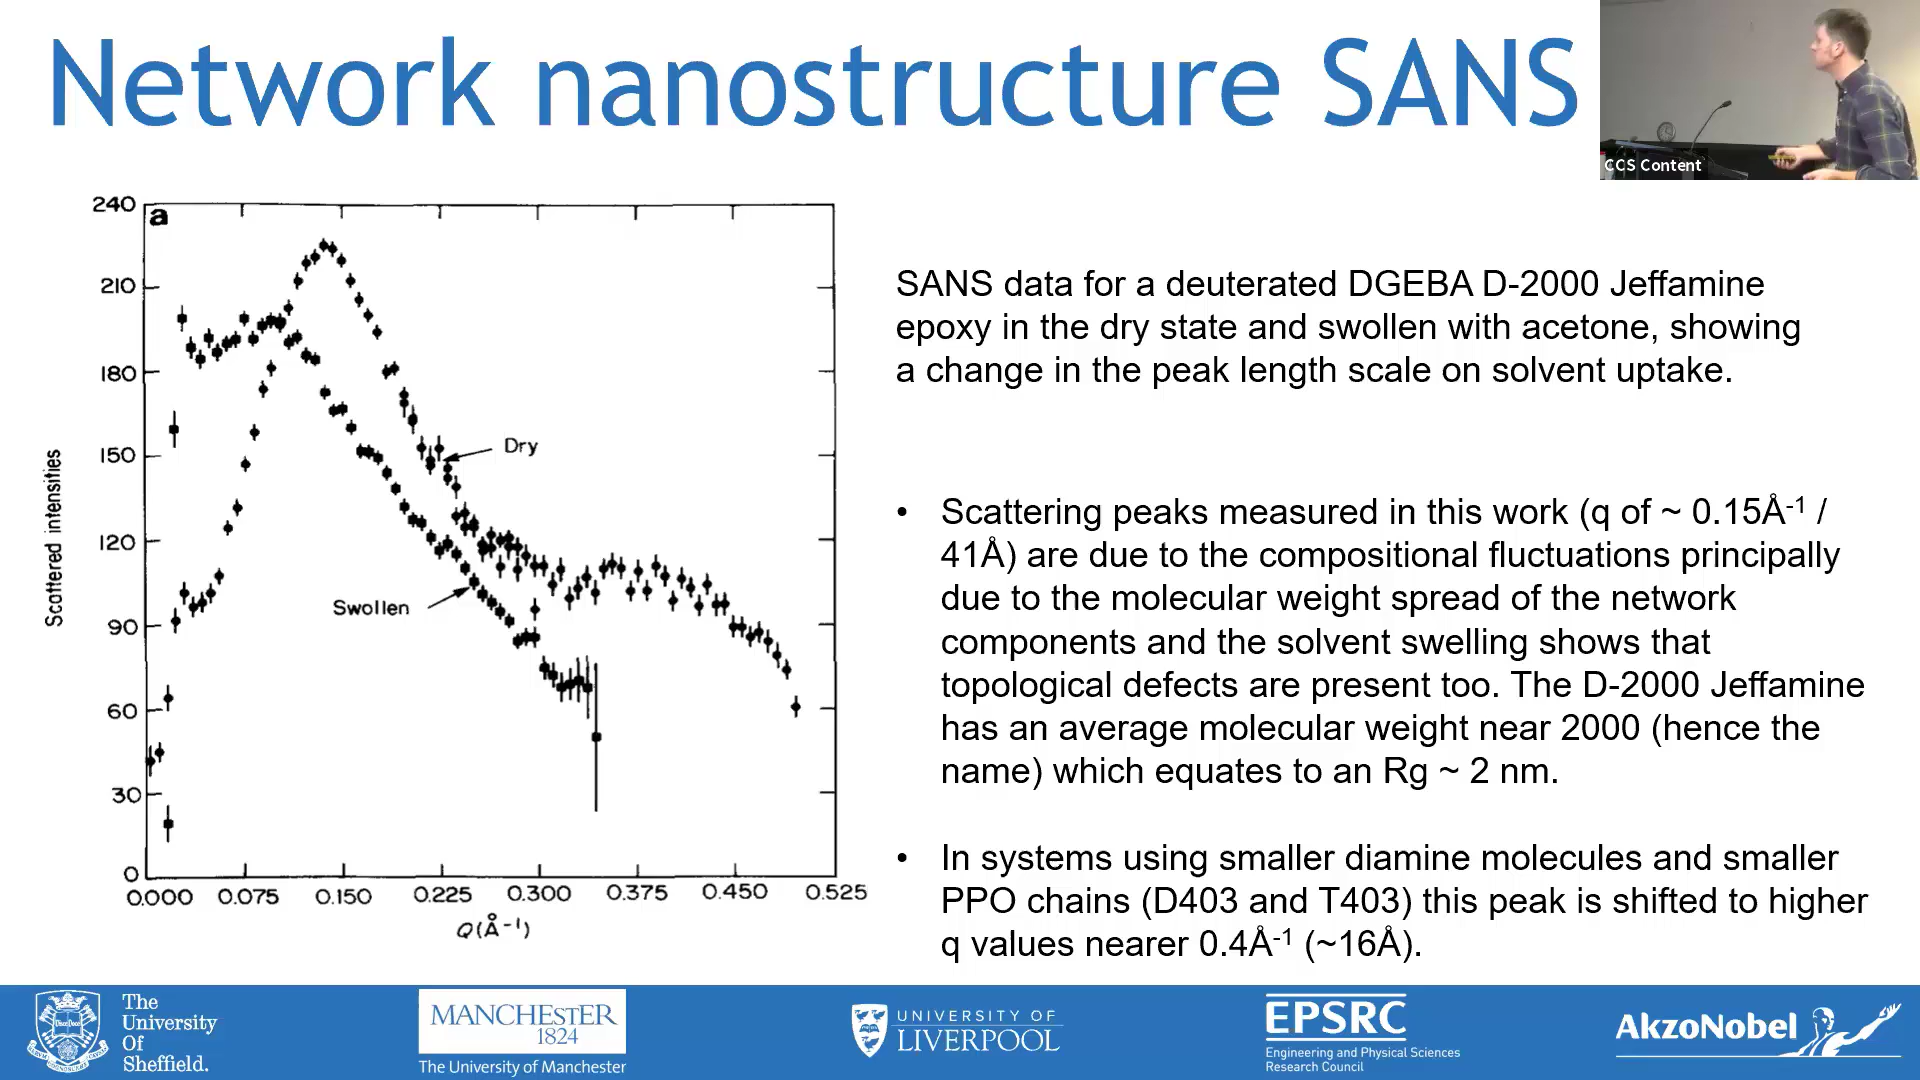 Network nanostructure SANS
CCS Content
a
240
210
180
150
120
90
60
30
0
Scattered intensities
Dry
Swollen
0.000 0.075 0.150 0.225 0.300 0.375 0.450 0.525
Q(Å⁻¹)
SANS data for a deuterated DGEBA D-2000 Jeffamine
epoxy in the dry state and swollen with acetone, showing
a change in the peak length scale on solvent uptake.
• Scattering peaks measured in this work (q of ~ 0.15Å⁻¹ /
41Å) are due to the compositional fluctuations principally
due to the molecular weight spread of the network
components and the solvent swelling shows that
topological defects are present too. The D-2000 Jeffamine
has an average molecular weight near 2000 (hence the
name) which equates to an Rg ~ 2 nm.
• In systems using smaller diamine molecules and smaller
PPO chains (D403 and T403) this peak is shifted to higher
q values nearer 0.4Å⁻¹ (~16Å).
The
University
Of
Sheffield.
MANCHESTER
1824
The University of Manchester
UNIVERSITY OF
LIVERPOOL
EPSRC
Engineering and Physical Sciences
Research Council
AkzoNobel